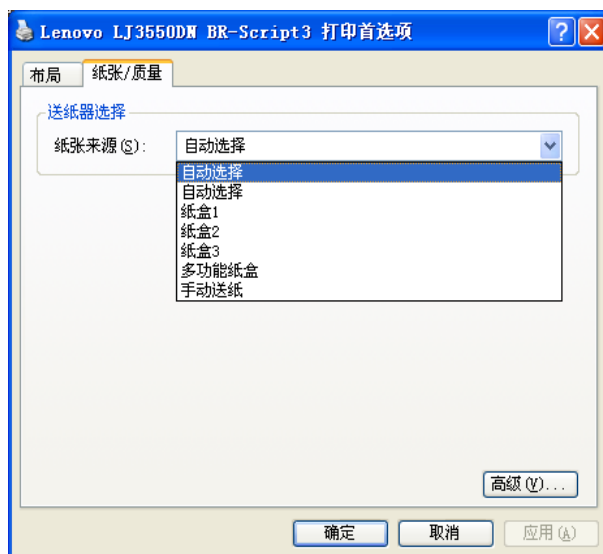 Lenovo LJ3550DN BR-Script3 打印首选项
布局 纸张/质量
送纸器选择
纸张来源(S): 自动选择
自动选择
自动选择
纸盒1
纸盒2
纸盒3
多功能纸盒
手动送纸
高级(V)...
确定 取消 应用(A)